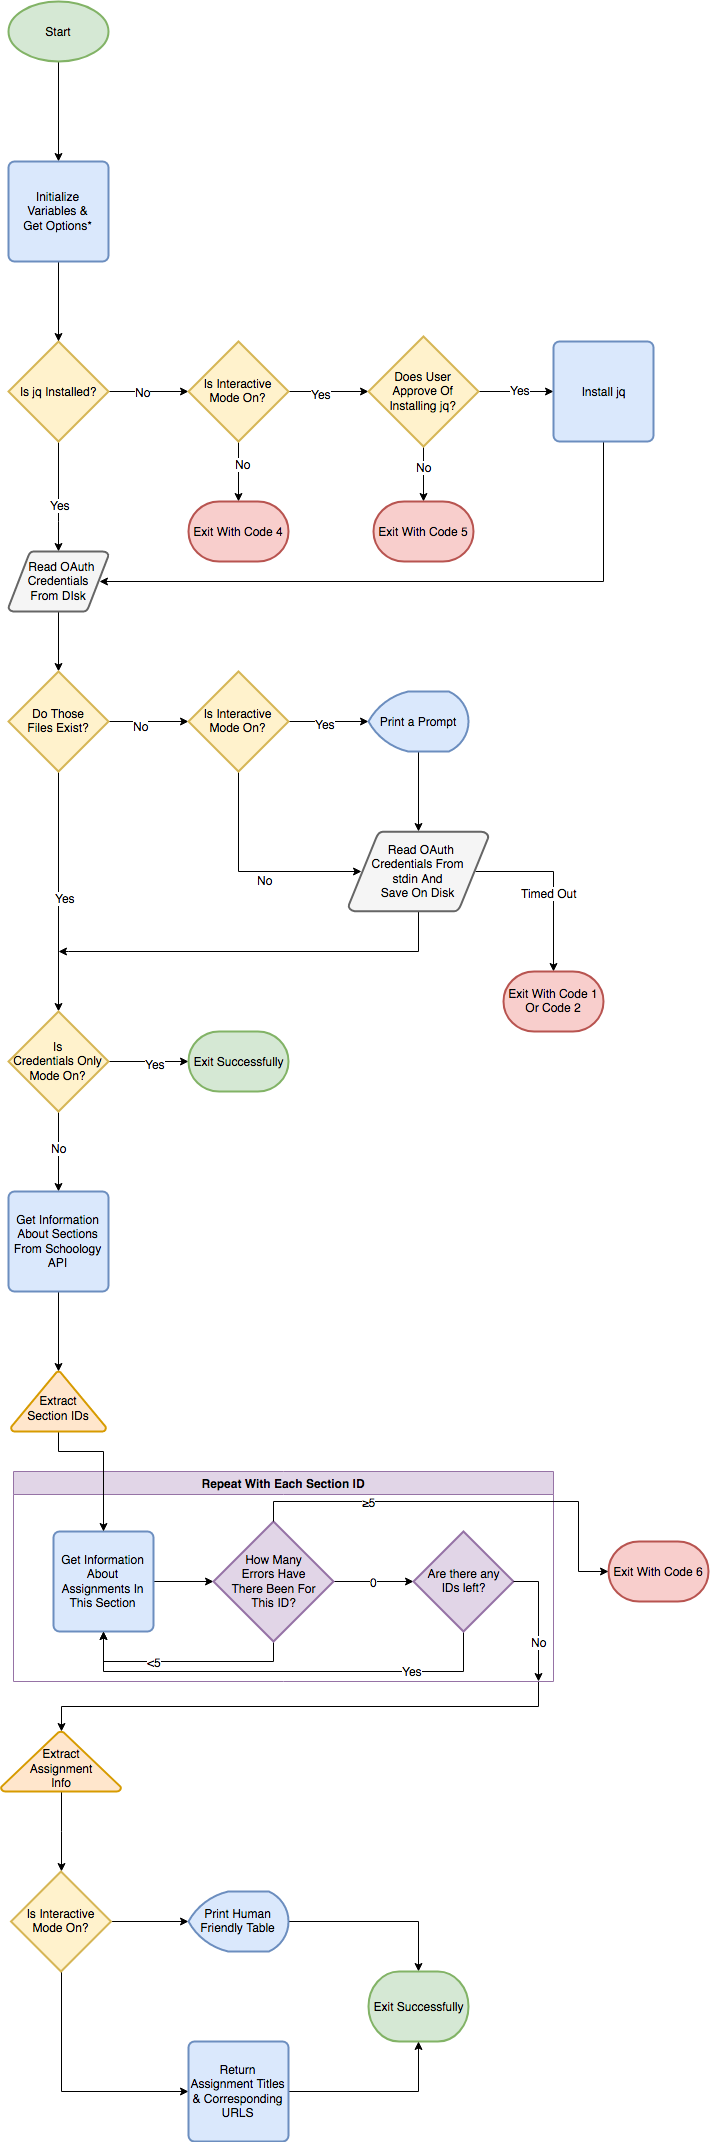 Start
Initialize
Variables &
Get Options*
Is jq Installed?
No
Is Interactive
Mode On?
Yes
Does User
Approve Of
Installing jq?
Yes
Install jq
No
No
Yes
Exit With Code 4
Exit With Code 5
Read OAuth
Credentials
From DIsk
Do Those
Files Exist?
No
Is Interactive
Mode On?
Yes
Print a Prompt
No
Read OAuth
Credentials From
stdin And
Save On Disk
Timed Out
Yes
Exit With Code 1
Or Code 2
Is
Credentials Only
Mode On?
Yes
Exit Successfully
No
Get Information
About Sections
From Schoology
API
Extract
Section IDs
Repeat With Each Section ID
≥5
Get Information
About
Assignments In
This Section
How Many
Errors Have
There Been For
This ID?
0
Are there any
IDs left?
Exit With Code 6
No
<5
Yes
Extract
Assignment
Info
Is Interactive
Mode On?
Print Human
Friendly Table
Exit Successfully
Return
Assignment Titles
& Corresponding
URLS